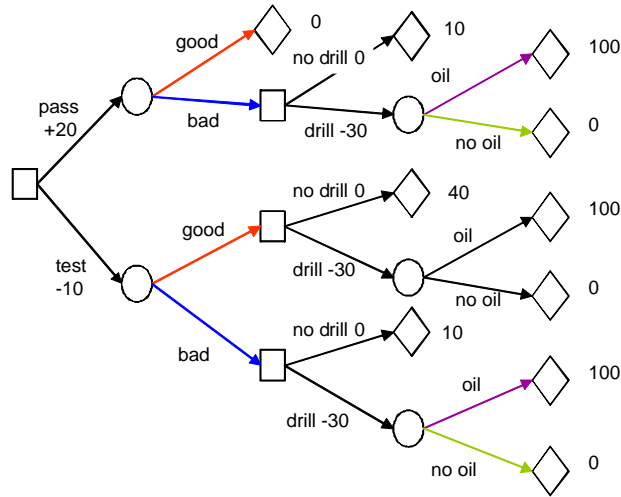 good
0
no drill 0
10
oil
100
pass
+20
bad
drill -30
no oil
0
good
no drill 0
40
oil
100
test
-10
drill -30
no oil
0
bad
no drill 0
10
oil
100
drill -30
no oil
0